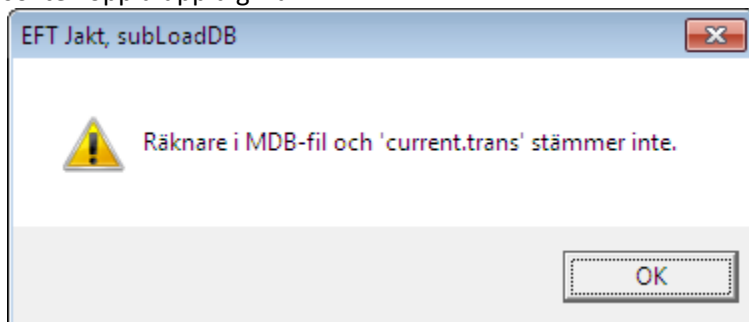 EFT Jakt, subLoadDB
Räknare i MDB-fil och 'current.trans' stämmer inte.
OK